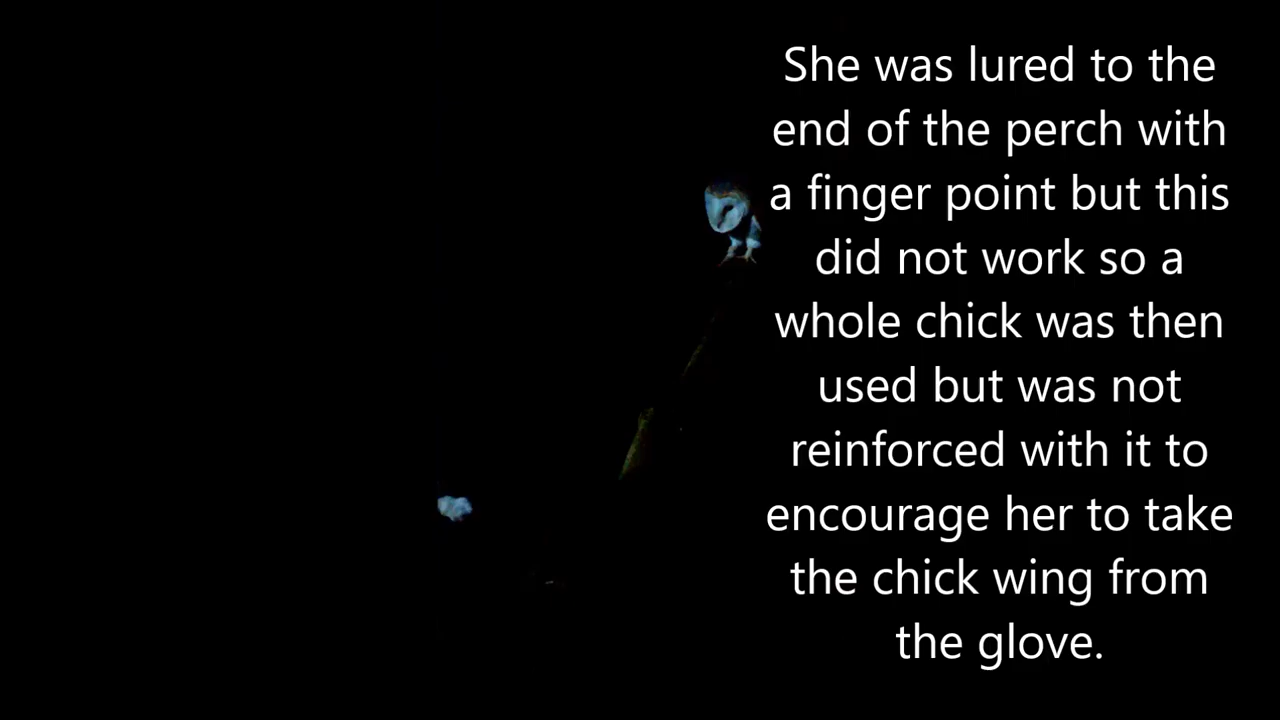 She was lured to the
end of the perch with
a finger point but this
did not work so a
whole chick was then
used but was not
reinforced with it to
encourage her to take
the chick wing from
the glove.